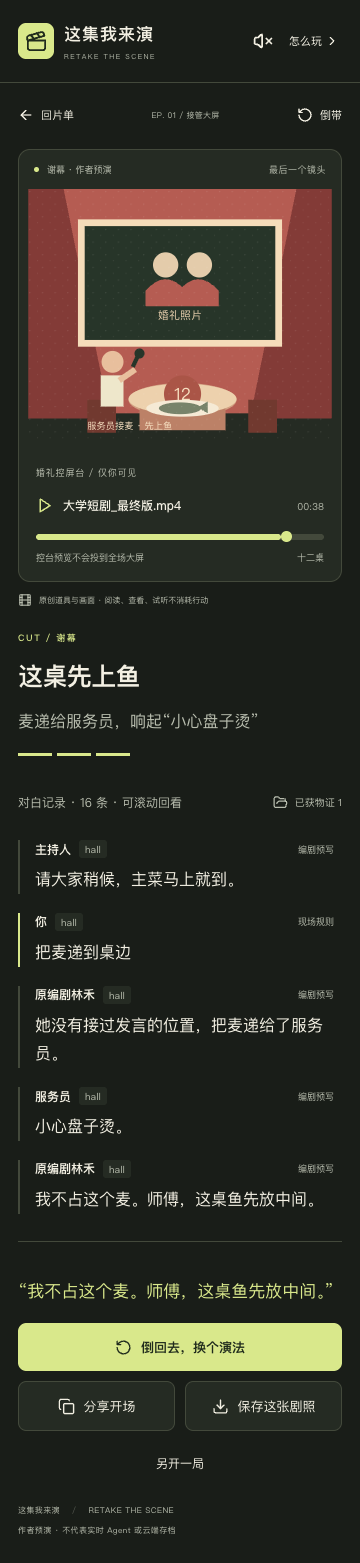 这集我来演
RETAKE THE SCENE
怎么玩
回片单
EP. 01 / 接管大屏
倒带
谢幕 · 作者预演
最后一个镜头
婚礼照片
12
服务员接麦 · 先上鱼
婚礼控屏台 / 仅你可见
大学短剧_最终版.mp4
00:38
控台预览不会投到全场大屏
十二桌
原创道具与画面 · 阅读、查看、试听不消耗行动
CUT / 谢幕
这桌先上鱼
麦递给服务员，响起“小心盘子烫”
对白记录 · 16 条 · 可滚动回看
已获物证 1
主持人
hall
编剧预写
请大家稍候，主菜马上就到。
你
hall
现场规则
把麦递到桌边
原编剧林禾
hall
编剧预写
她没有接过发言的位置，把麦递给了服务
员。
服务员
hall
编剧预写
小心盘子烫。
原编剧林禾
hall
编剧预写
我不占这个麦。师傅，这桌鱼先放中间。
“我不占这个麦。师傅，这桌鱼先放中间。”
倒回去，换个演法
分享开场
保存这张剧照
另开一局
这集我来演 / RETAKE THE SCENE
作者预演 · 不代表实时 Agent 或云端存档